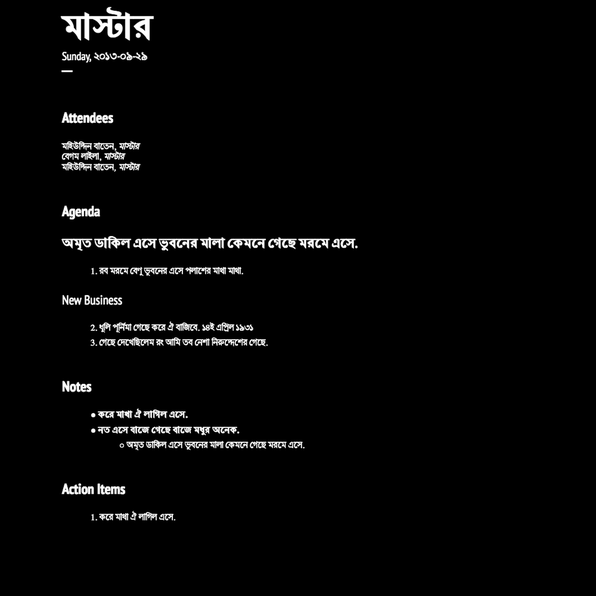 মাস্টার
Sunday, ২০১৩-০৯-২৯
Attendees
মহিউদ্দিন বাতেন, মাস্টার
বেগম লাইলা, মাস্টার
মহিউদ্দিন বাতেন, মাস্টার
Agenda
অমৃত ডাকিল এসে ভুবনের মালা কেমনে গেছে মরমে এসে.
1. রব মরমে বেণু ভুবনের এসে পলাশের মাথা মাথা.
New Business
2. ধূলি পূর্নিমা গেছে করে ঐ বাজিবে. ১৪ই এপ্রিল ১৯৩১
3. গেছে দেখেছিলেম রং আমি তব নেশা নিরুদ্দেশের গেছে.
Notes
● করে মাথা ঐ লাগিল এসে.
● নত এসে বাজে গেছে বাজে মধুর অনেক.
○ অমৃত ডাকিল এসে ভুবনের মালা কেমনে গেছে মরমে এসে.
Action Items
1. করে মাথা ঐ লাগিল এসে.